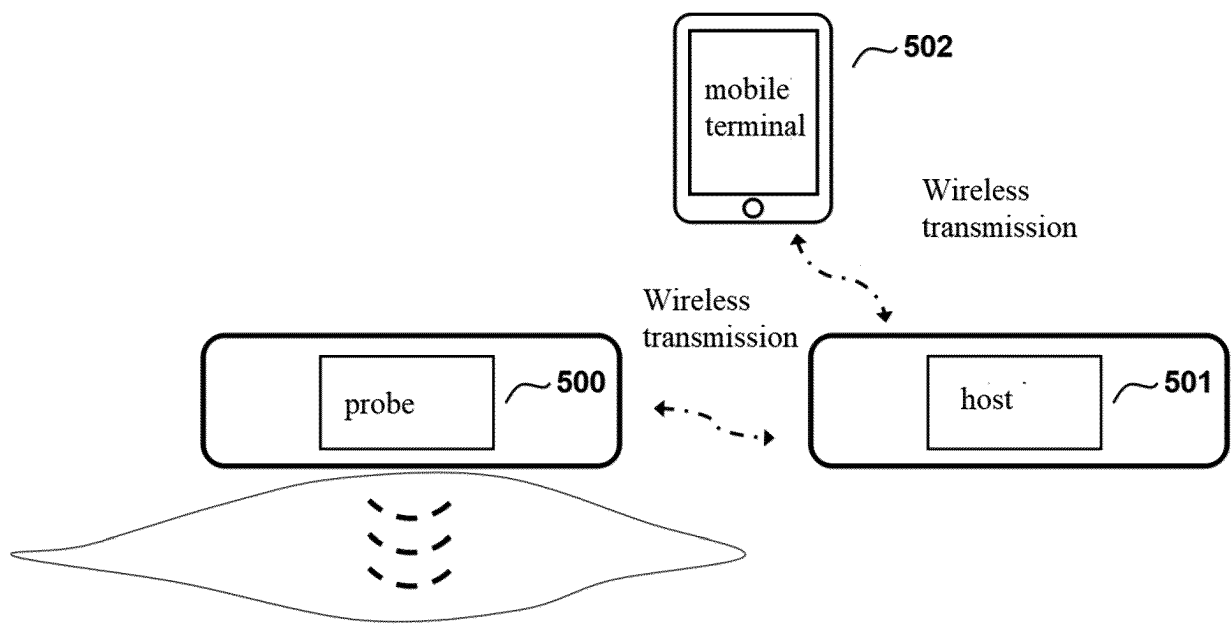 502
mobile
terminal
Wireless
transmission
Wireless
transmission
probe
500
host
501